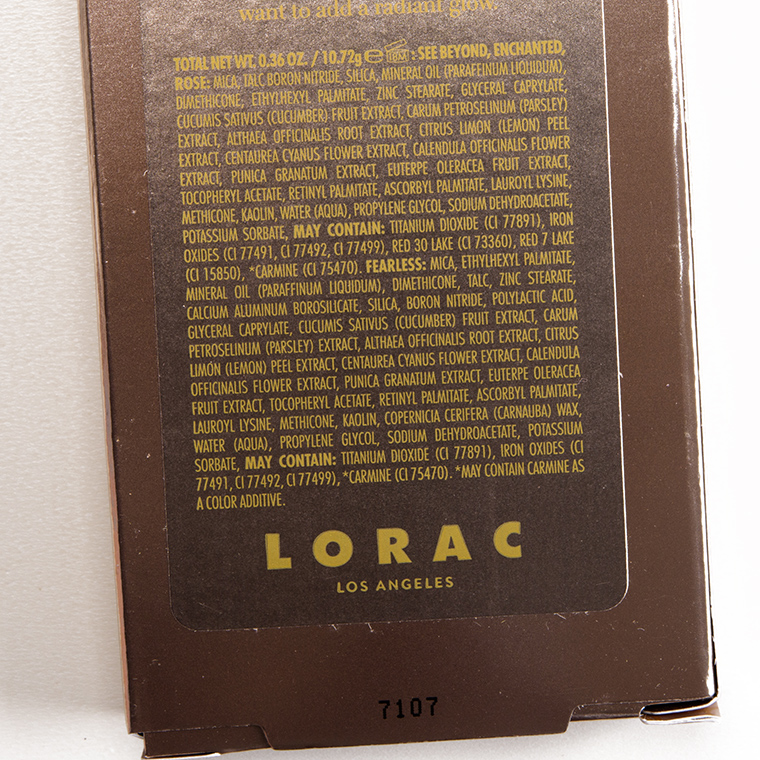 want to add a radiant glow.
TOTAL NET WT. 0.36 OZ. / 10.72g ℮ 18M : SEE BEYOND, ENCHANTED,
ROSE: MICA, TALC BORON NITRIDE, SILICA, MINERAL OIL (PARAFFINUM LIQUIDUM),
DIMETHICONE, ETHYLHEXYL PALMITATE, ZINC STEARATE, GLYCERAL CAPRYLATE,
CUCUMIS SATIVUS (CUCUMBER) FRUIT EXTRACT, CARUM PETROSELINUM (PARSLEY)
EXTRACT, ALTHAEA OFFICINALIS ROOT EXTRACT, CITRUS LIMON (LEMON) PEEL
EXTRACT, CENTAUREA CYANUS FLOWER EXTRACT, CALENDULA OFFICINALIS FLOWER
EXTRACT, PUNICA GRANATUM EXTRACT, EUTERPE OLERACEA FRUIT EXTRACT,
TOCOPHERYL ACETATE, RETINYL PALMITATE, ASCORBYL PALMITATE, LAUROYL LYSINE,
METHICONE, KAOLIN, WATER (AQUA), PROPYLENE GLYCOL, SODIUM DEHYDROACETATE,
POTASSIUM SORBATE, MAY CONTAIN: TITANIUM DIOXIDE (CI 77891), IRON
OXIDES (CI 77491, CI 77492, CI 77499), RED 30 LAKE (CI 73360), RED 7 LAKE
(CI 15850), *CARMINE (CI 75470). FEARLESS: MICA, ETHYLHEXYL PALMITATE,
MINERAL OIL (PARAFFINUM LIQUIDUM), DIMETHICONE, TALC, ZINC STEARATE,
CALCIUM ALUMINUM BOROSILICATE, SILICA, BORON NITRIDE, POLYLACTIC ACID,
GLYCERAL CAPRYLATE, CUCUMIS SATIVUS (CUCUMBER) FRUIT EXTRACT, CARUM
PETROSELINUM (PARSLEY) EXTRACT, ALTHAEA OFFICINALIS ROOT EXTRACT, CITRUS
LIMON (LEMON) PEEL EXTRACT, CENTAUREA CYANUS FLOWER EXTRACT, CALENDULA
OFFICINALIS FLOWER EXTRACT, PUNICA GRANATUM EXTRACT, EUTERPE OLERACEA
FRUIT EXTRACT, TOCOPHERYL ACETATE, RETINYL PALMITATE, ASCORBYL PALMITATE,
LAUROYL LYSINE, METHICONE, KAOLIN, COPERNICIA CERIFERA (CARNAUBA) WAX,
WATER (AQUA), PROPYLENE GLYCOL, SODIUM DEHYDROACETATE, POTASSIUM
SORBATE, MAY CONTAIN: TITANIUM DIOXIDE (CI 77891), IRON OXIDES (CI
77491, CI 77492, CI 77499), *CARMINE (CI 75470). *MAY CONTAIN CARMINE AS
A COLOR ADDITIVE.
LORAC
LOS ANGELES
7107